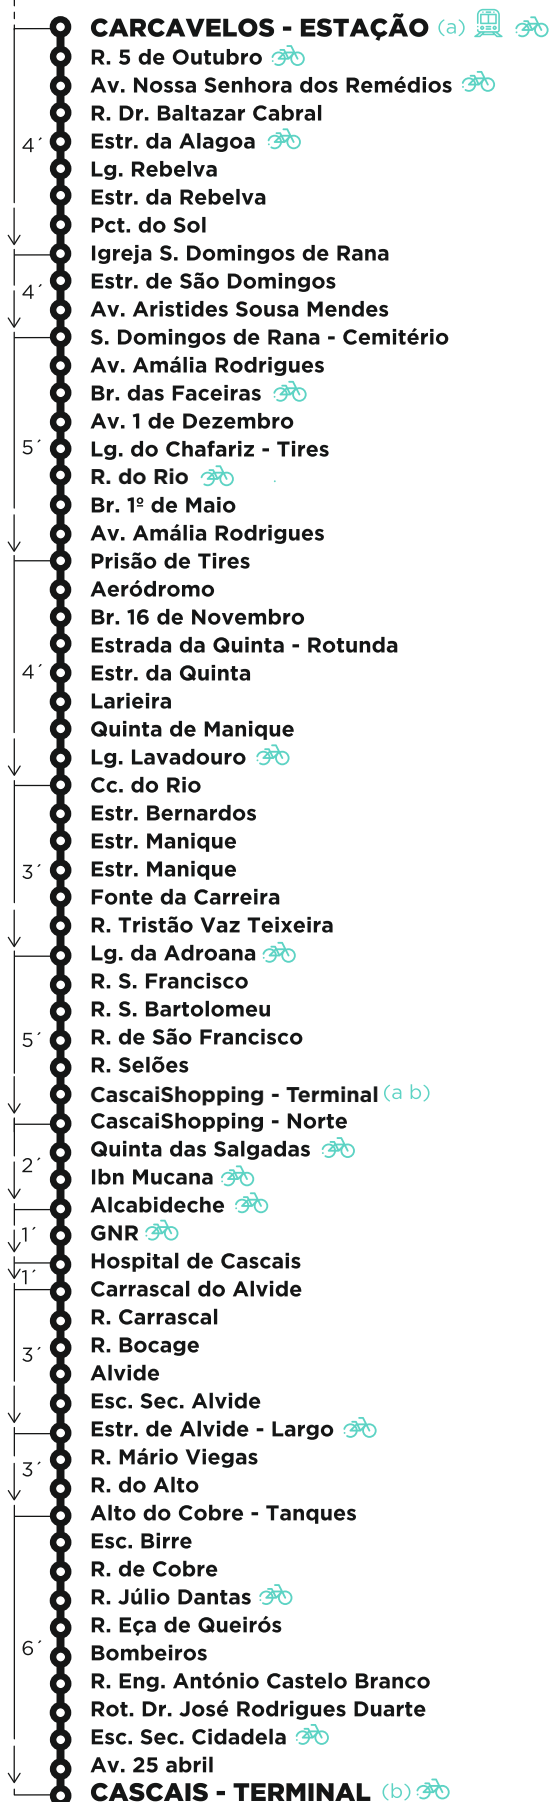 CARCAVELOS - ESTAÇÃO (a)
R. 5 de Outubro
Av. Nossa Senhora dos Remédios
R. Dr. Baltazar Cabral
4´ Estr. da Alagoa
Lg. Rebelva
Estr. da Rebelva
Pct. do Sol
Igreja S. Domingos de Rana
4´ Estr. de São Domingos
Av. Aristides Sousa Mendes
S. Domingos de Rana - Cemitério
Av. Amália Rodrigues
Br. das Faceiras
Av. 1 de Dezembro
5´ Lg. do Chafariz - Tires
R. do Rio
Br. 1º de Maio
Av. Amália Rodrigues
Prisão de Tires
Aeródromo
Br. 16 de Novembro
Estrada da Quinta - Rotunda
4´ Estr. da Quinta
Larieira
Quinta de Manique
Lg. Lavadouro
Cc. do Rio
Estr. Bernardos
Estr. Manique
3´ Estr. Manique
Fonte da Carreira
R. Tristão Vaz Teixeira
Lg. da Adroana
R. S. Francisco
R. S. Bartolomeu
5´ R. de São Francisco
R. Selões
CascaiShopping - Terminal (a b)
CascaiShopping - Norte
Quinta das Salgadas
2´ Ibn Mucana
Alcabideche
1´ GNR
Hospital de Cascais
1´
Carrascal do Alvide
R. Carrascal
3´ R. Bocage
Alvide
Esc. Sec. Alvide
Estr. de Alvide - Largo
R. Mário Viegas
3´ R. do Alto
Alto do Cobre - Tanques
Esc. Birre
R. de Cobre
R. Júlio Dantas
R. Eça de Queirós
6´ Bombeiros
R. Eng. António Castelo Branco
Rot. Dr. José Rodrigues Duarte
Esc. Sec. Cidadela
Av. 25 abril
CASCAIS - TERMINAL (b)